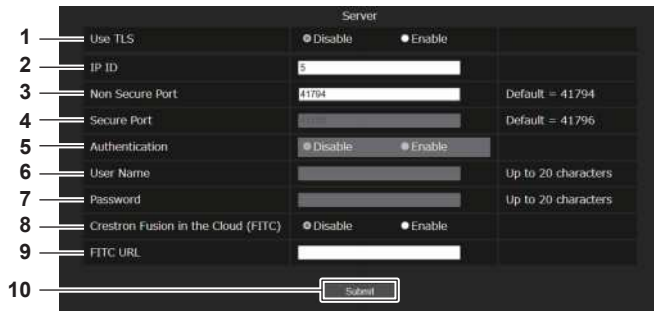 Server
1 Use TLS Disable Enable
2 IP ID 5
3 Non Secure Port 41794 Default = 41794
4 Secure Port Default = 41796
5 Authentication Disable Enable
6 User Name Up to 20 characters
7 Password Up to 20 characters
8 Crestron Fusion in the Cloud (FITC) Disable Enable
9 FITC URL
10 Submit